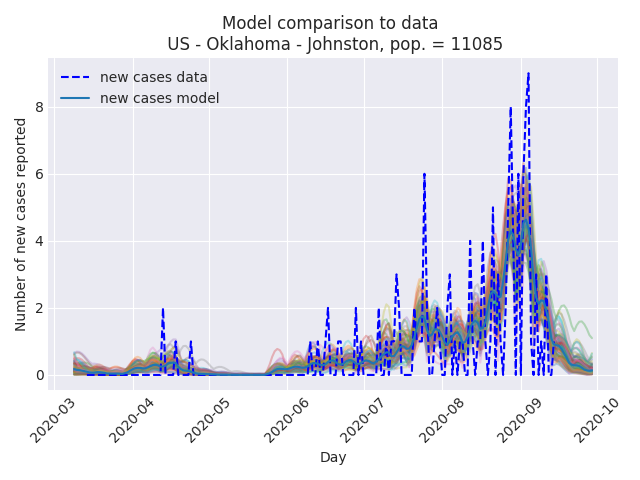 Model comparison to data
US - Oklahoma - Johnston, pop. = 11085
new cases data
new cases model
Number of new cases reported
8
6
4
2
0
2020-03
2020-04
2020-05
2020-06
2020-07
2020-08
2020-09
2020-10
Day